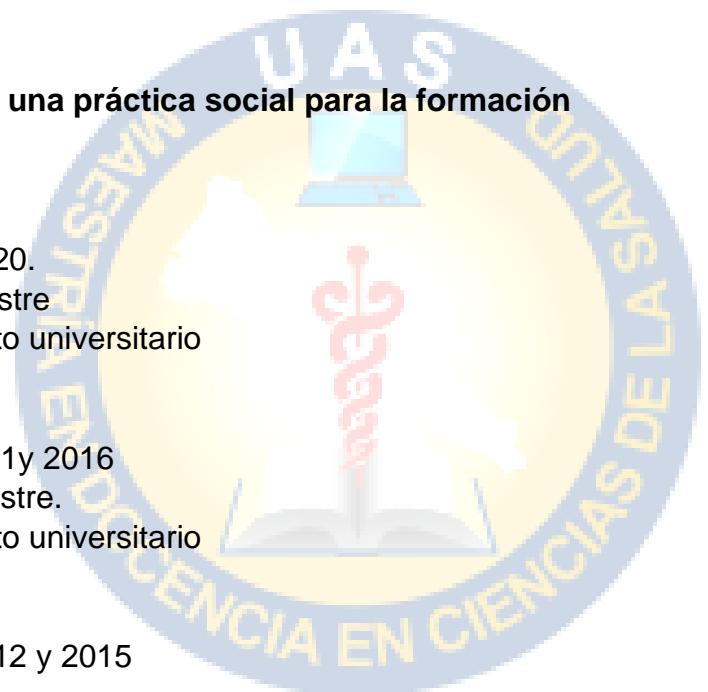 UAS
MAESTRÍA EN DOCENCIA EN CIENCIAS DE LA SALUD
una práctica social para la formación
20.
stre
to universitario
1y 2016
stre.
to universitario
12 y 2015